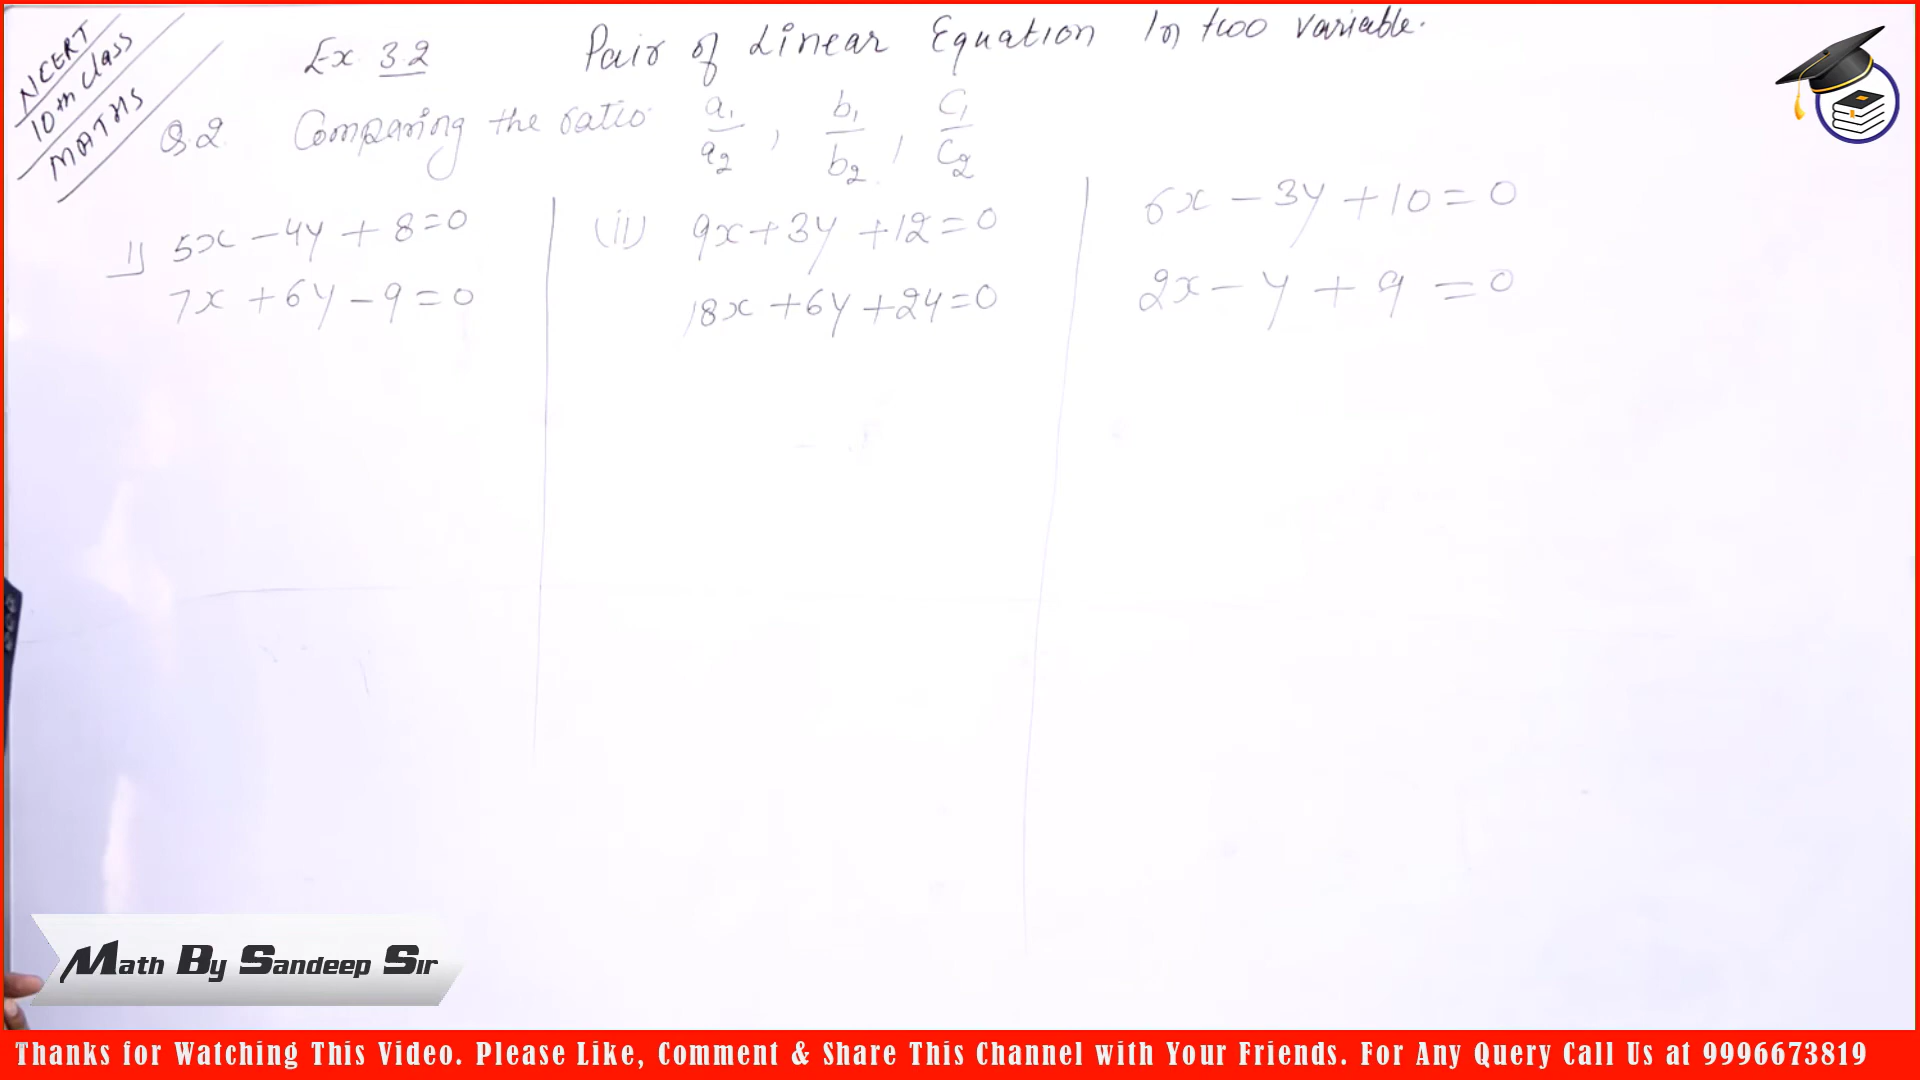 NCERT
10th Class
MATHS
Ex. 3.2 Pair of Linear Equation In two variable.
Q.2. Comparing the ratio a₁/a₂, b₁/b₂, c₁/c₂
i) 5x - 4y + 8 = 0
7x + 6y - 9 = 0
(ii) 9x + 3y + 12 = 0
18x + 6y + 24 = 0
6x - 3y + 10 = 0
2x - y + 9 = 0
Math By Sandeep Sir
Thanks for Watching This Video. Please Like, Comment & Share This Channel with Your Friends. For Any Query Call Us at 9996673819